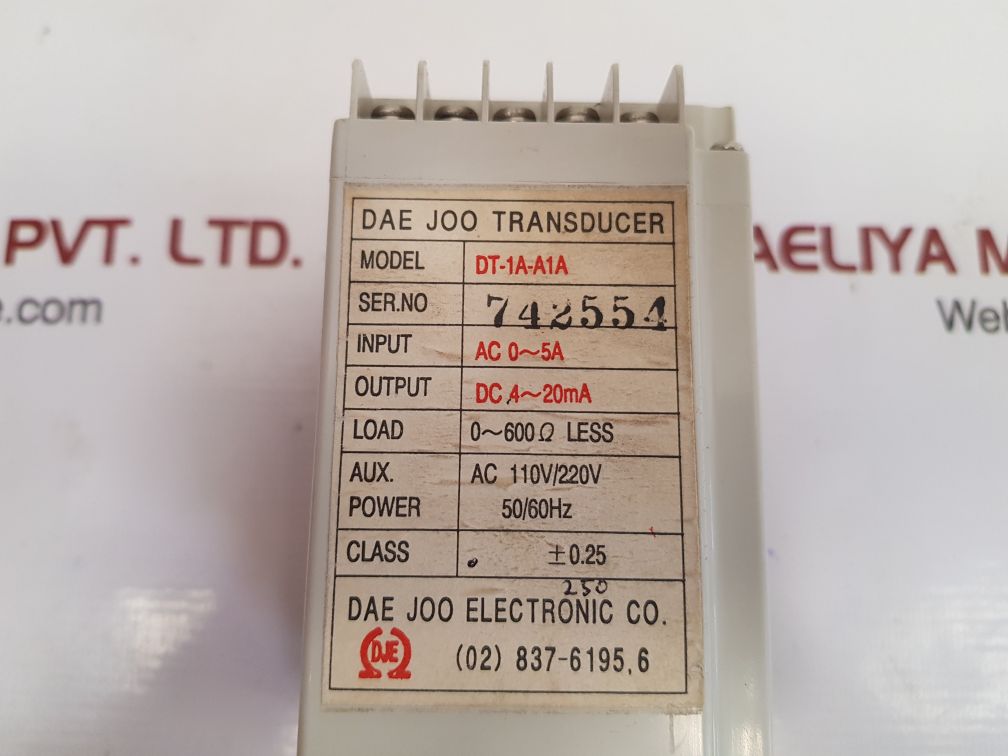 PVT. LTD.
AELIYA M
e.com
Wel
DAE JOO TRANSDUCER
MODEL DT-1A-A1A
SER.NO 742554
INPUT AC 0~5A
OUTPUT DC 4~20mA
LOAD 0~600Ω LESS
AUX. AC 110V/220V
POWER 50/60Hz
CLASS ±0.25
250
DAE JOO ELECTRONIC CO.
DJE (02) 837-6195,6